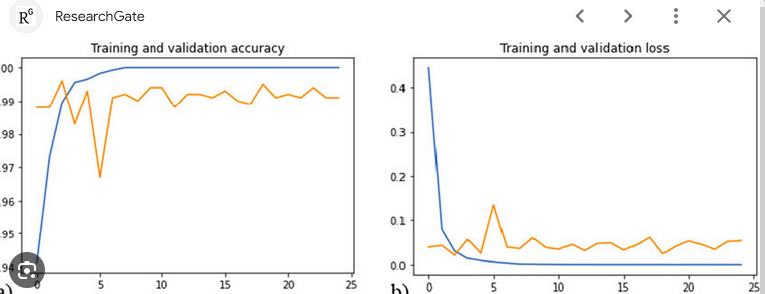 RG ResearchGate
Training and validation accuracy
.00
.99
.98
.97
.96
.95
.94
0 5 10 15 20 25
a)
Training and validation loss
0.4
0.3
0.2
0.1
0.0
0 5 10 15 20 25
b)